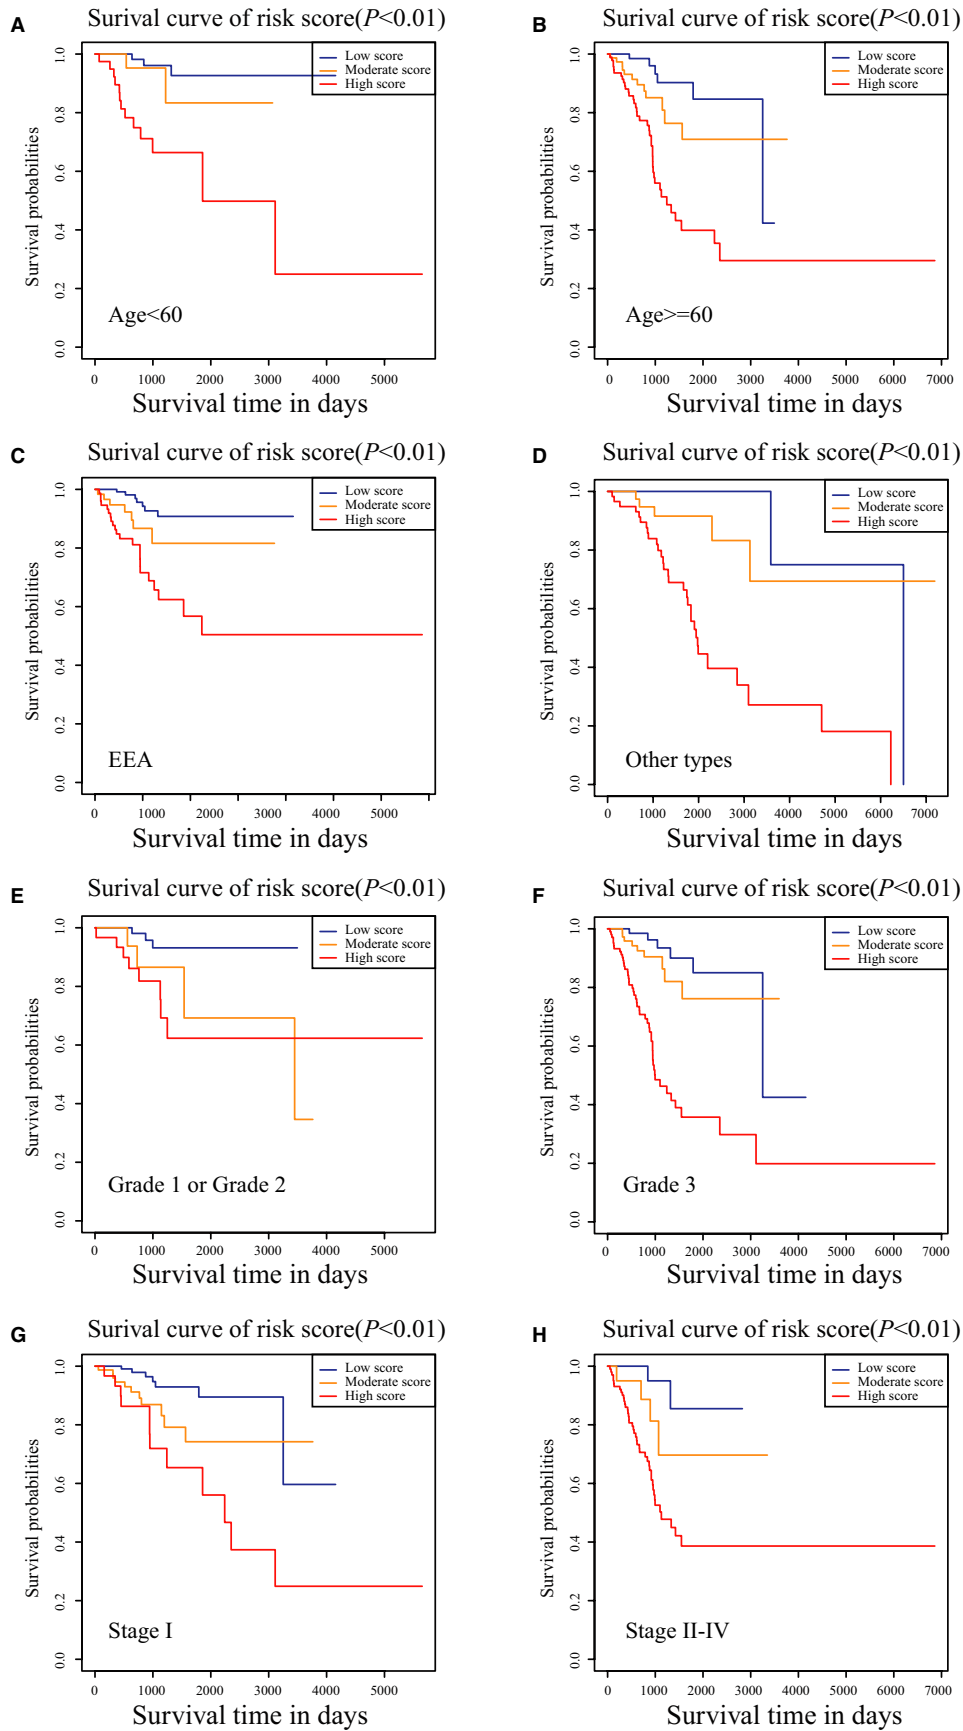 A
Surival curve of risk score(P<0.01)
Survival probabilities
1.0
0.8
0.6
0.4
0.2
0.0
Low score
Moderate score
High score
Age<60
0 1000 2000 3000 4000 5000
Survival time in days
B
Surival curve of risk score(P<0.01)
Survival probabilities
1.0
0.8
0.6
0.4
0.2
0.0
Low score
Moderate score
High score
Age>=60
0 1000 2000 3000 4000 5000 6000 7000
Survival time in days
C
Surival curve of risk score(P<0.01)
Survival probabilities
1.0
0.8
0.6
0.4
0.2
0.0
Low score
Moderate score
High score
EEA
0 1000 2000 3000 4000 5000
Survival time in days
D
Surival curve of risk score(P<0.01)
Survival probabilities
1.0
0.8
0.6
0.4
0.2
0.0
Low score
Moderate score
High score
Other types
0 1000 2000 3000 4000 5000 6000 7000
Survival time in days
E
Surival curve of risk score(P<0.01)
Survival probabilities
1.0
0.8
0.6
0.4
0.2
0.0
Low score
Moderate score
High score
Grade 1 or Grade 2
0 1000 2000 3000 4000 5000
Survival time in days
F
Surival curve of risk score(P<0.01)
Survival probabilities
1.0
0.8
0.6
0.4
0.2
0.0
Low score
Moderate score
High score
Grade 3
0 1000 2000 3000 4000 5000 6000 7000
Survival time in days
G
Surival curve of risk score(P<0.01)
Survival probabilities
1.0
0.8
0.6
0.4
0.2
0.0
Low score
Moderate score
High score
Stage I
0 1000 2000 3000 4000 5000
Survival time in days
H
Surival curve of risk score(P<0.01)
Survival probabilities
1.0
0.8
0.6
0.4
0.2
0.0
Low score
Moderate score
High score
Stage II-IV
0 1000 2000 3000 4000 5000 6000 7000
Survival time in days